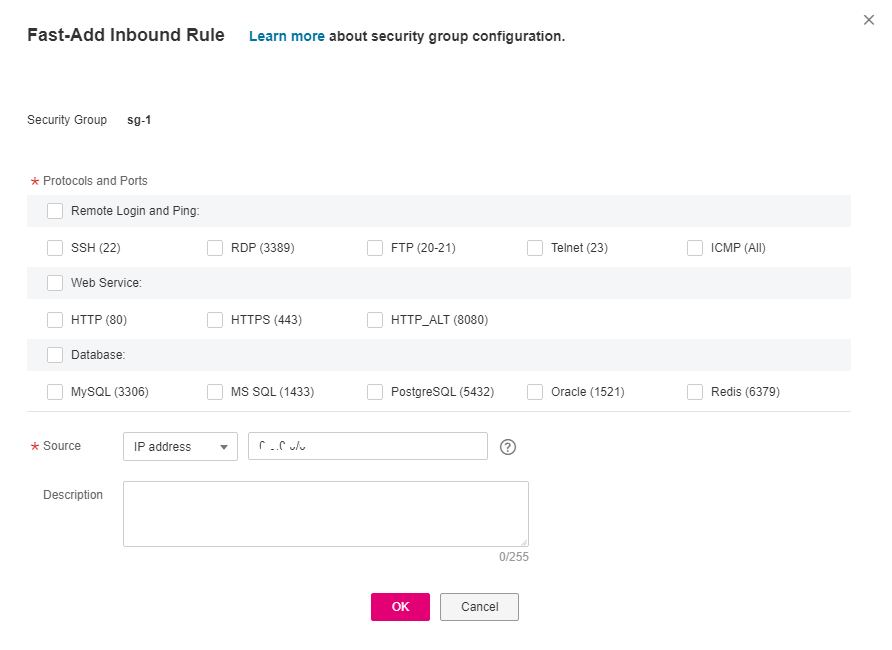 Fast-Add Inbound Rule Learn more about security group configuration.
Security Group sg-1
* Protocols and Ports
Remote Login and Ping:
SSH (22) RDP (3389) FTP (20-21) Telnet (23) ICMP (All)
Web Service:
HTTP (80) HTTPS (443) HTTP_ALT (8080)
Database:
MySQL (3306) MS SQL (1433) PostgreSQL (5432) Oracle (1521) Redis (6379)
* Source IP address ?
Description
0/255
OK Cancel